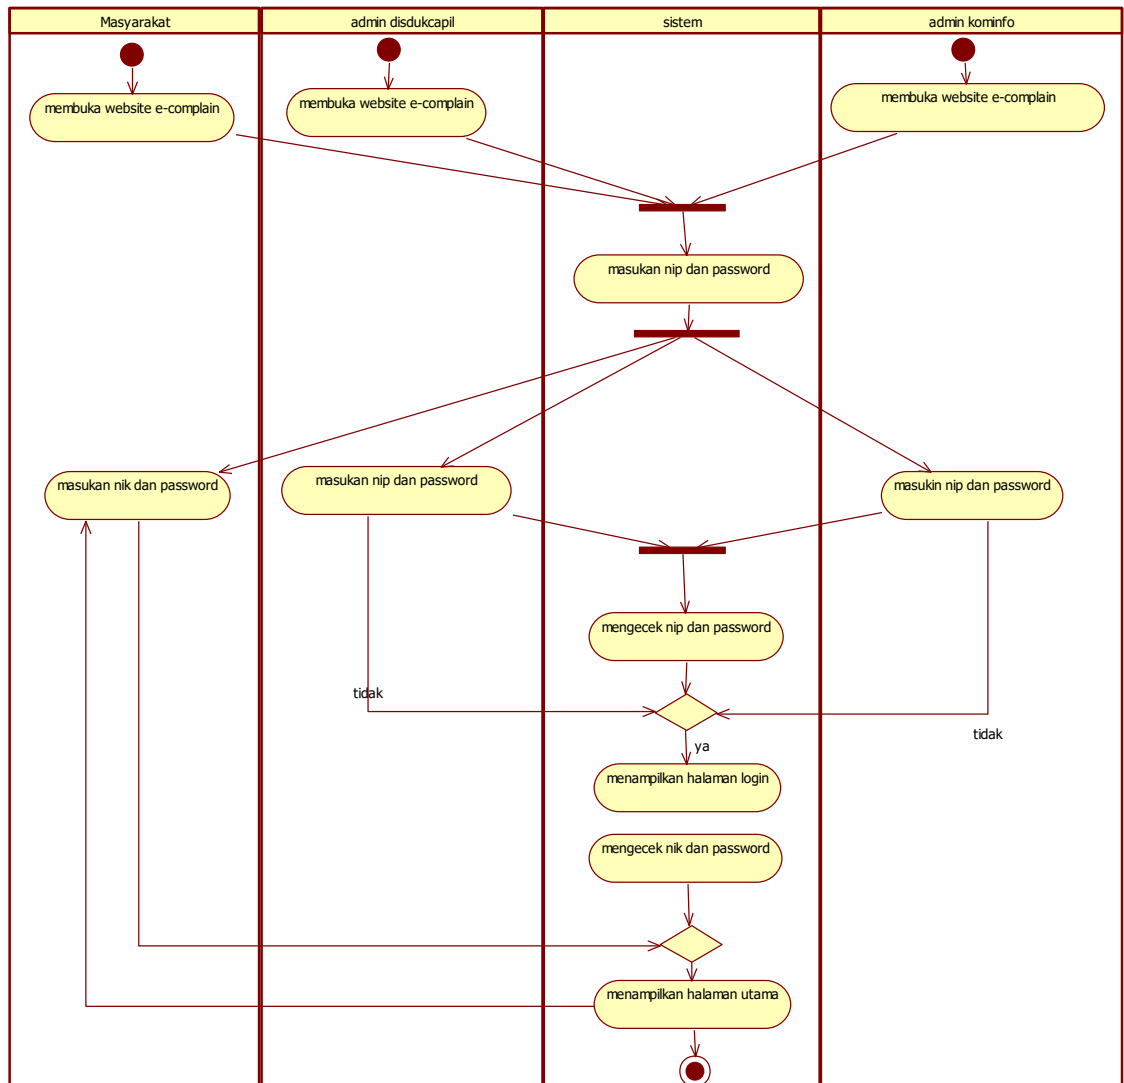 Masyarakat
admin disdukcapil
sistem
admin kominfo
membuka website e-complain
membuka website e-complain
membuka website e-complain
masukan nip dan password
masukan nik dan password
masukan nip dan password
masukin nip dan password
mengecek nip dan password
tidak
tidak
ya
menampilkan halaman login
mengecek nik dan password
menampilkan halaman utama